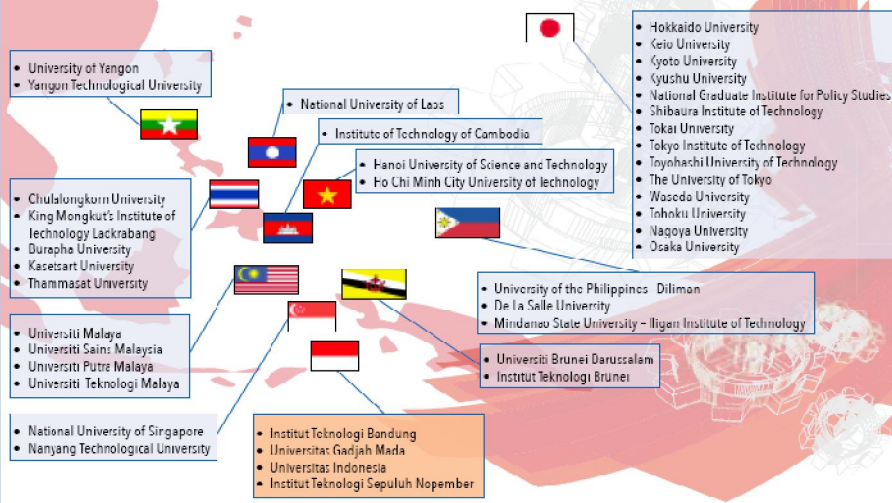 • Hokkaido University
• Keio University
• Kyoto University
• Kyushu University
• National Graduate Institute for Policy Studies
• Shibaura Institute of Technology
• Tokai University
• Tokyo Institute of Technology
• Toyohashi University of Technology
• The University of Tokyo
• Waseda University
• Tohoku University
• Nagoya University
• Osaka University
• University of Yangon
• Yangon Technological University
• National University of Laos
• Institute of Technology of Cambodia
• Hanoi University of Science and Technology
• Ho Chi Minh City University of Technology
• Chulalongkorn University
• King Mongkut's Institute of
Technology Ladkrabang
• Burapha University
• Kasetsart University
• Thammasat University
• University of the Philippines Diliman
• De La Salle University
• Mindanao State University – Iligan Institute of Technology
• Universiti Malaya
• Universiti Sains Malaysia
• Universiti Putra Malaya
• Universiti Teknologi Malaya
• Universiti Brunei Darussalam
• Institut Teknologi Brunei
• National University of Singapore
• Nanyang Technological University
• Institut Teknologi Bandung
• Universitas Gadjah Mada
• Universitas Indonesia
• Institut Teknologi Sepuluh Nopember